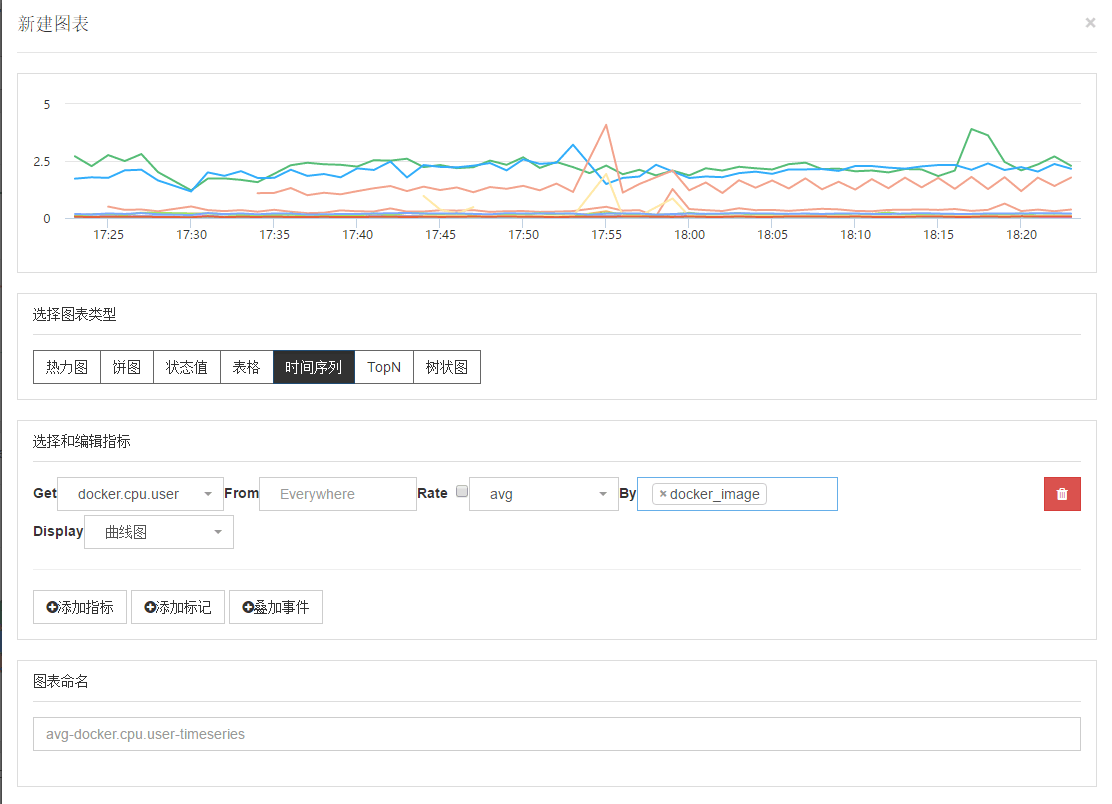 新建图表 ×
5
2.5
0
17:25 17:30 17:35 17:40 17:45 17:50 17:55 18:00 18:05 18:10 18:15 18:20
选择图表类型
热力图 饼图 状态值 表格 时间序列 TopN 树状图
选择和编辑指标
Get docker.cpu.user From Everywhere Rate avg By × docker_image
Display 曲线图
添加指标 添加标记 叠加事件
图表命名
avg-docker.cpu.user-timeseries